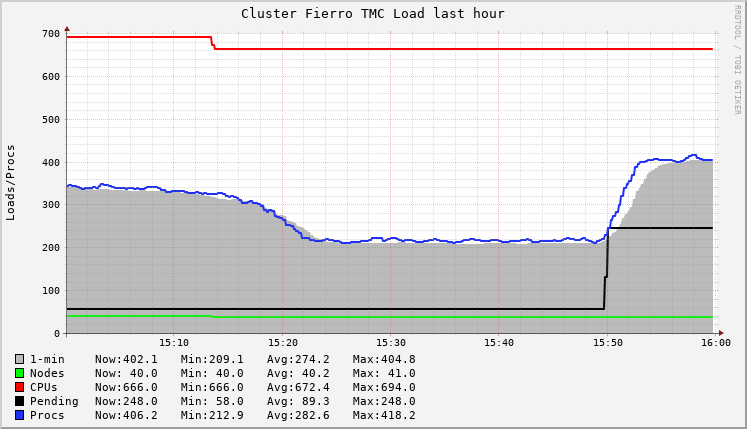 Cluster Fierro TMC Load last hour
RRDTOOL / TOBI OETIKER
Loads/Procs
700
600
500
400
300
200
100
0
15:10 15:20 15:30 15:40 15:50 16:00
1-min Now:402.1 Min:209.1 Avg:274.2 Max:404.8
Nodes Now: 40.0 Min: 40.0 Avg: 40.2 Max: 41.0
CPUs Now:666.0 Min:666.0 Avg:672.4 Max:694.0
Pending Now:248.0 Min: 58.0 Avg: 89.3 Max:248.0
Procs Now:406.2 Min:212.9 Avg:282.6 Max:418.2